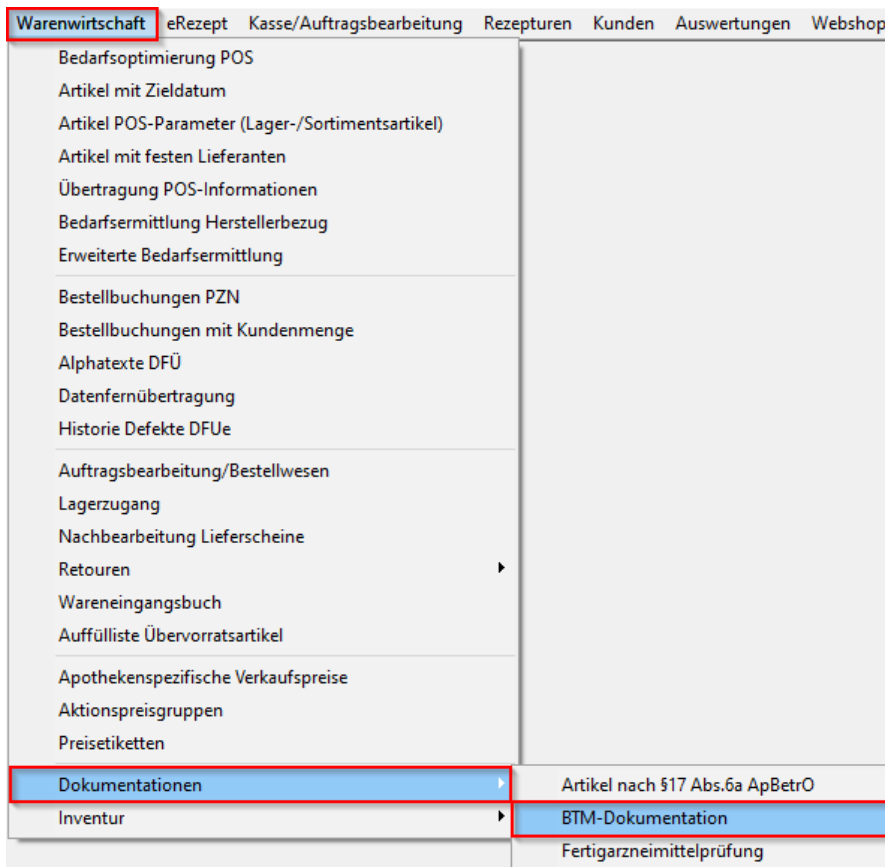 Warenwirtschaft eRezept Kasse/Auftragsbearbeitung Rezepturen Kunden Auswertungen Webshop
Bedarfsoptimierung POS
Artikel mit Zieldatum
Artikel POS-Parameter (Lager-/Sortimentsartikel)
Artikel mit festen Lieferanten
Übertragung POS-Informationen
Bedarfsermittlung Herstellerbezug
Erweiterte Bedarfsermittlung
Bestellbuchungen PZN
Bestellbuchungen mit Kundenmenge
Alphatexte DFÜ
Datenfernübertragung
Historie Defekte DFUe
Auftragsbearbeitung/Bestellwesen
Lagerzugang
Nachbearbeitung Lieferscheine
Retouren
Wareneingangsbuch
Auffülliste Übervorratsartikel
Apothekenspezifische Verkaufspreise
Aktionspreisgruppen
Preisetiketten
Dokumentationen
Inventur
Artikel nach §17 Abs.6a ApBetrO
BTM-Dokumentation
Fertigarzneimittelprüfung